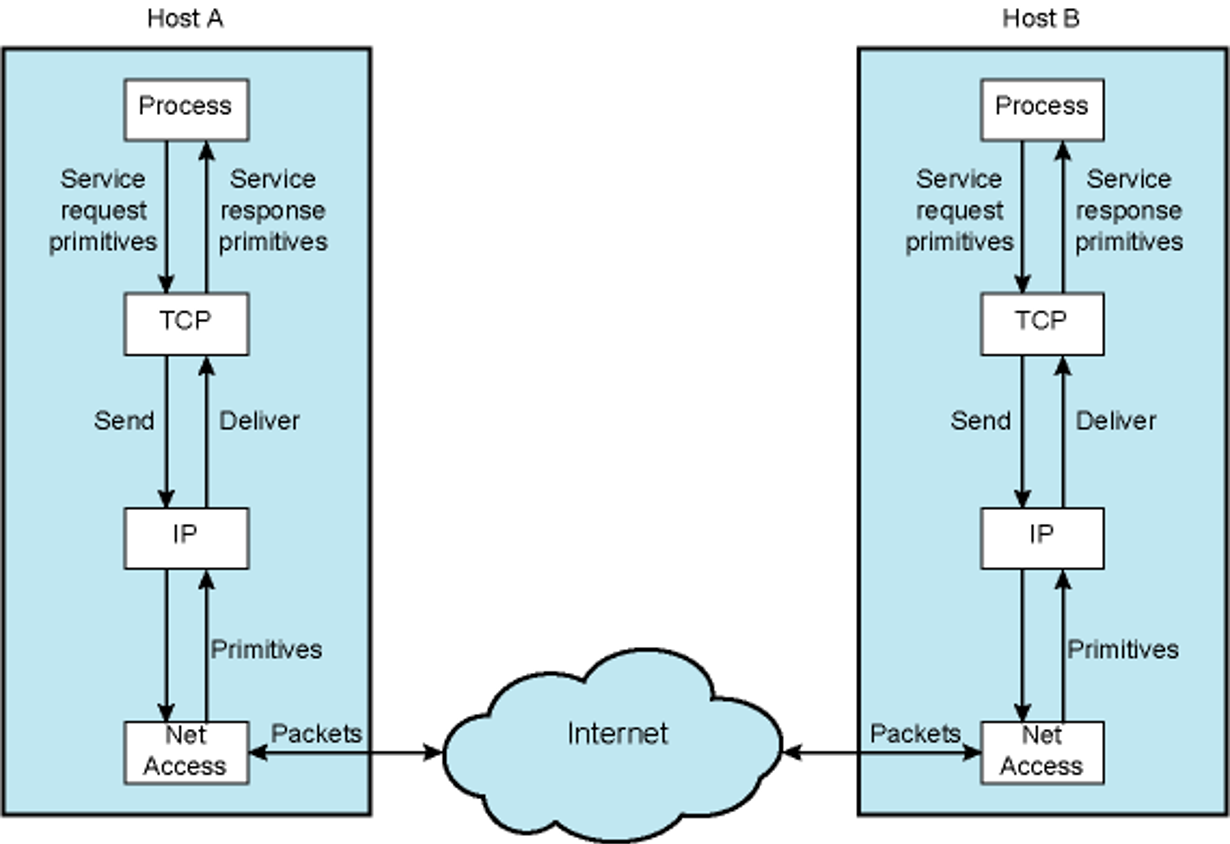 Host A
Host B
Process
Service
request
primitives
Service
response
primitives
TCP
Send
Deliver
IP
Primitives
Net
Access
Packets
Internet
Process
Service
request
primitives
Service
response
primitives
TCP
Send
Deliver
IP
Primitives
Packets
Net
Access